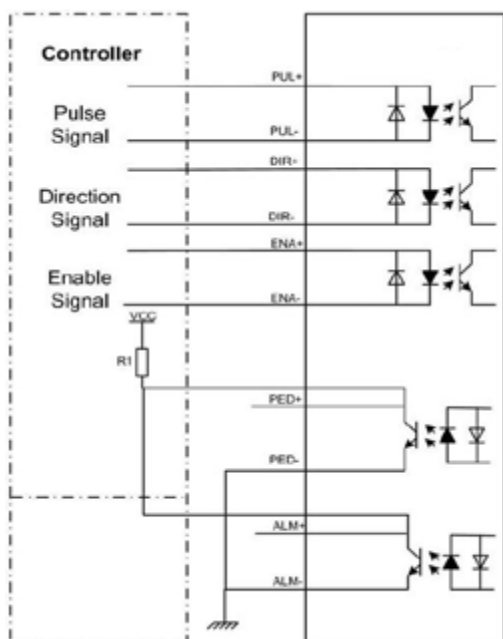 Controller
PUL+
Pulse
Signal
PUL-
DIR+
Direction
Signal
DIR-
ENA+
Enable
Signal
ENA-
VCC
R1
PED+
PED-
ALM+
ALM-